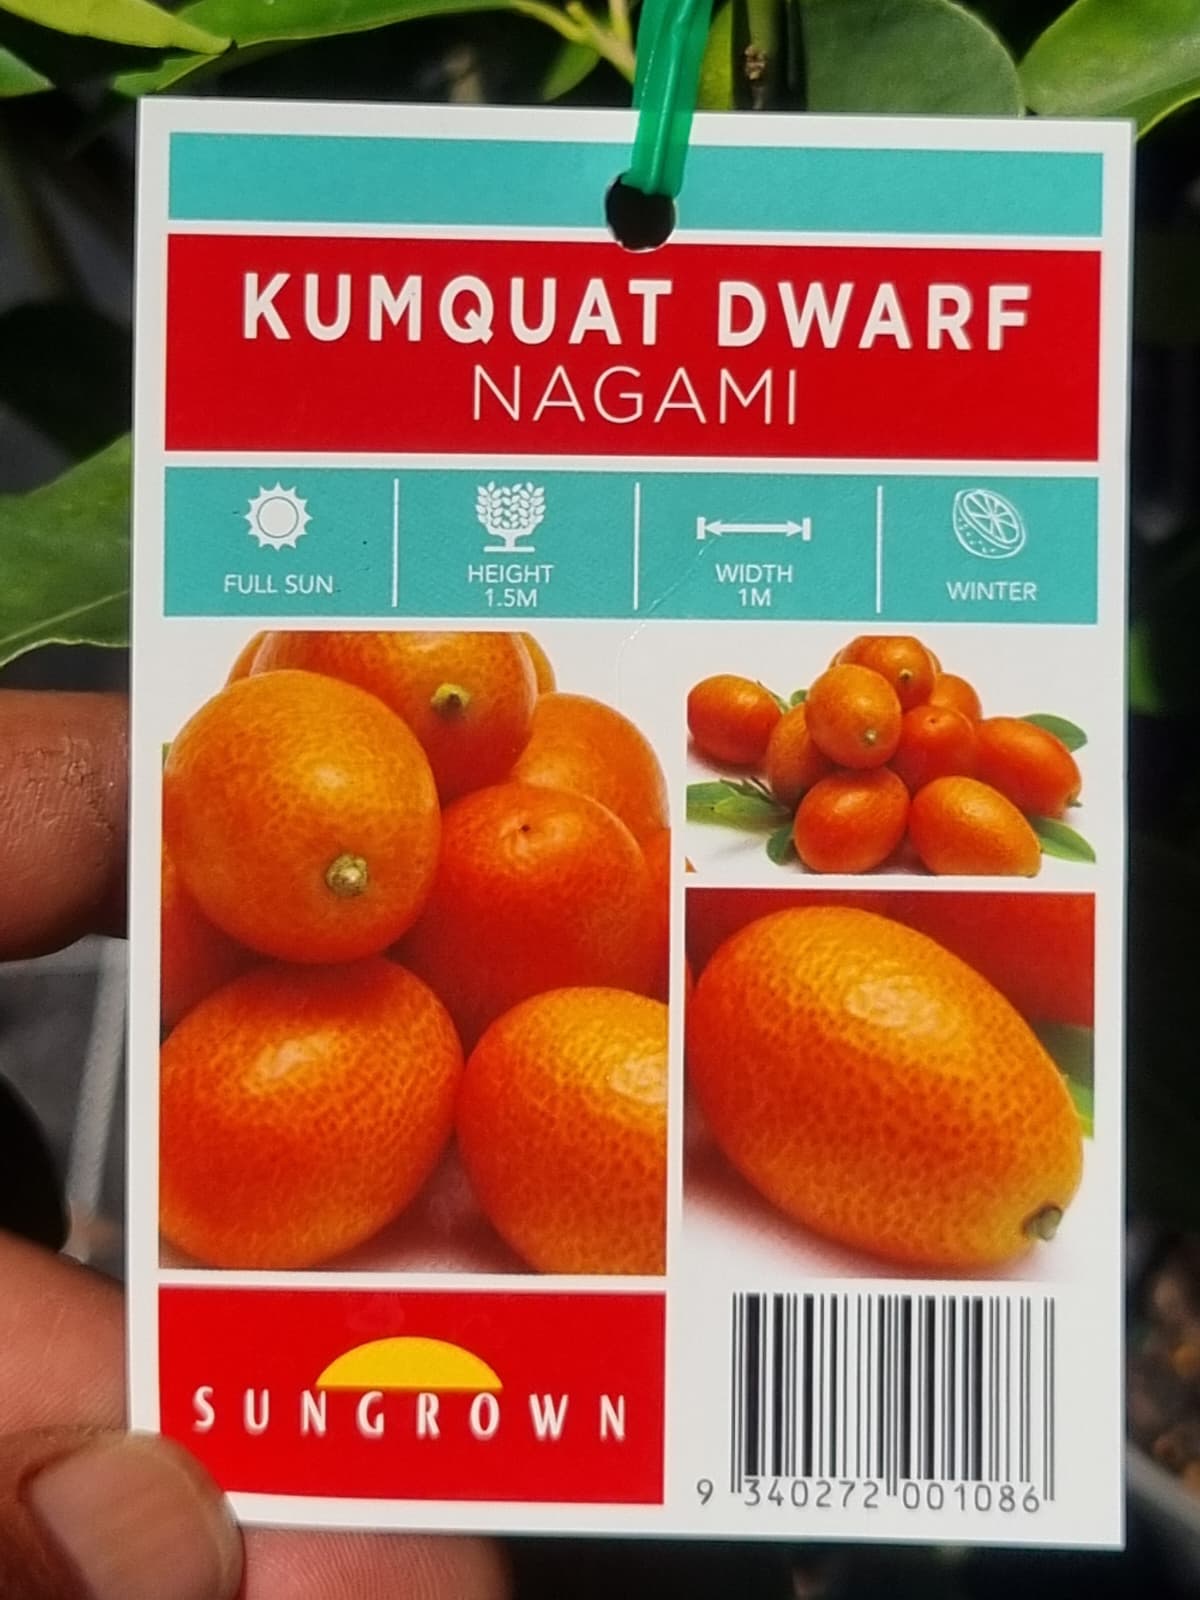 KUMQUAT DWARF
NAGAMI
FULL SUN
HEIGHT
1.5M
WIDTH
1M
WINTER
SUNGROWN
9 340272 001086